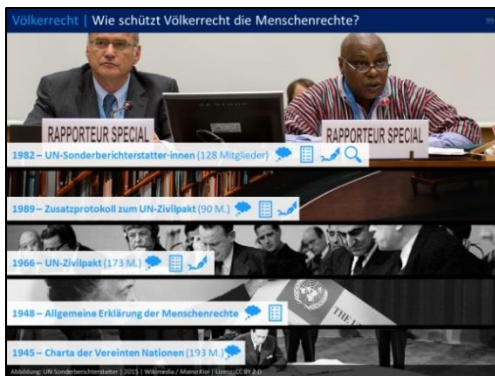 Völkerrecht | Wie schützt Völkerrecht die Menschenrechte?
RAPPORTEUR SPECIAL
RAPPORTEUR SPECIAL
1982 – UN-Sonderberichterstatter·innen (128 Mitglieder)
1989 – Zusatzprotokoll zum UN-Zivilpakt (90 M.)
1966 – UN-Zivilpakt (173 M.)
1948 – Allgemeine Erklärung der Menschenrechte
1945 – Charta der Vereinten Nationen (193 M.)
Abbildung: UN Sonderberichterstatter | 2015 | Wikimedia / Maina Kiai | Lizenz: CC BY 2.0